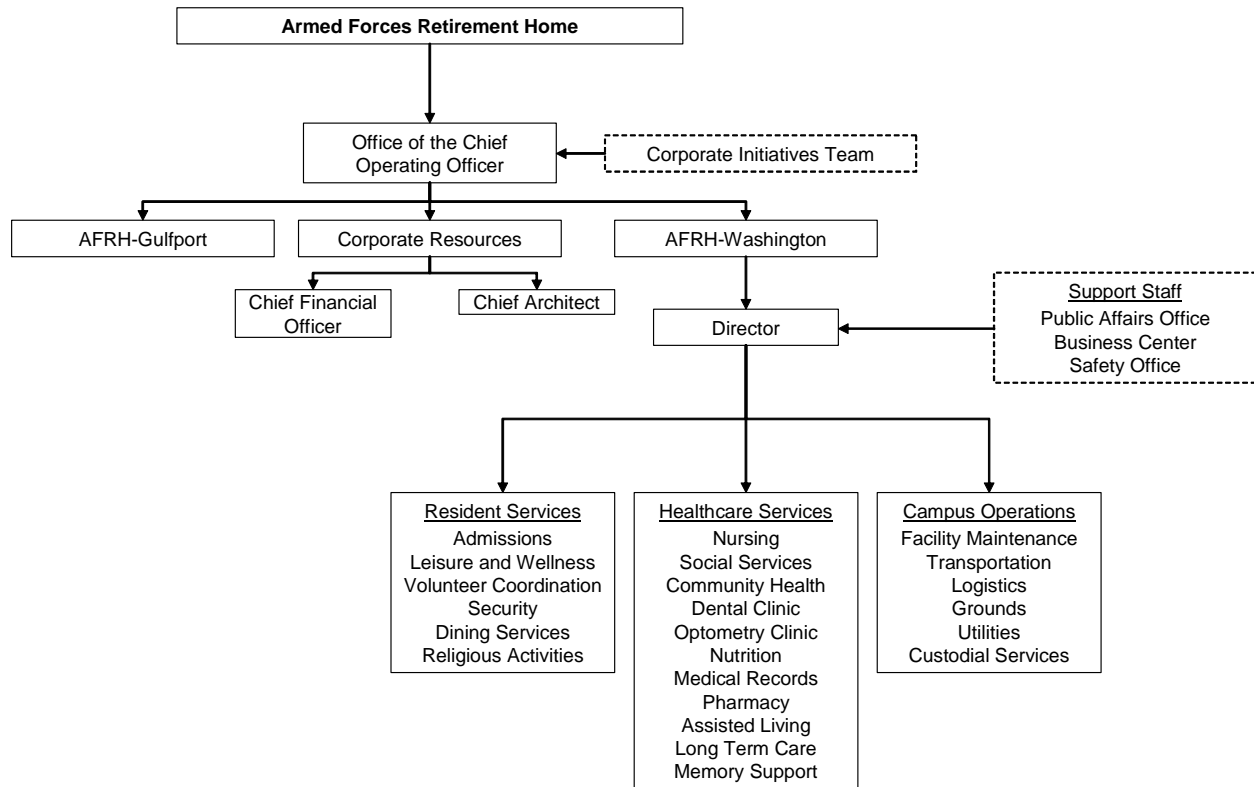 Armed Forces Retirement Home
Office of the Chief
Operating Officer
Corporate Initiatives Team
AFRH-Gulfport
Corporate Resources
AFRH-Washington
Chief Financial
Officer
Chief Architect
Director
Support Staff
Public Affairs Office
Business Center
Safety Office
Resident Services
Admissions
Leisure and Wellness
Volunteer Coordination
Security
Dining Services
Religious Activities
Healthcare Services
Nursing
Social Services
Community Health
Dental Clinic
Optometry Clinic
Nutrition
Medical Records
Pharmacy
Assisted Living
Long Term Care
Memory Support
Campus Operations
Facility Maintenance
Transportation
Logistics
Grounds
Utilities
Custodial Services